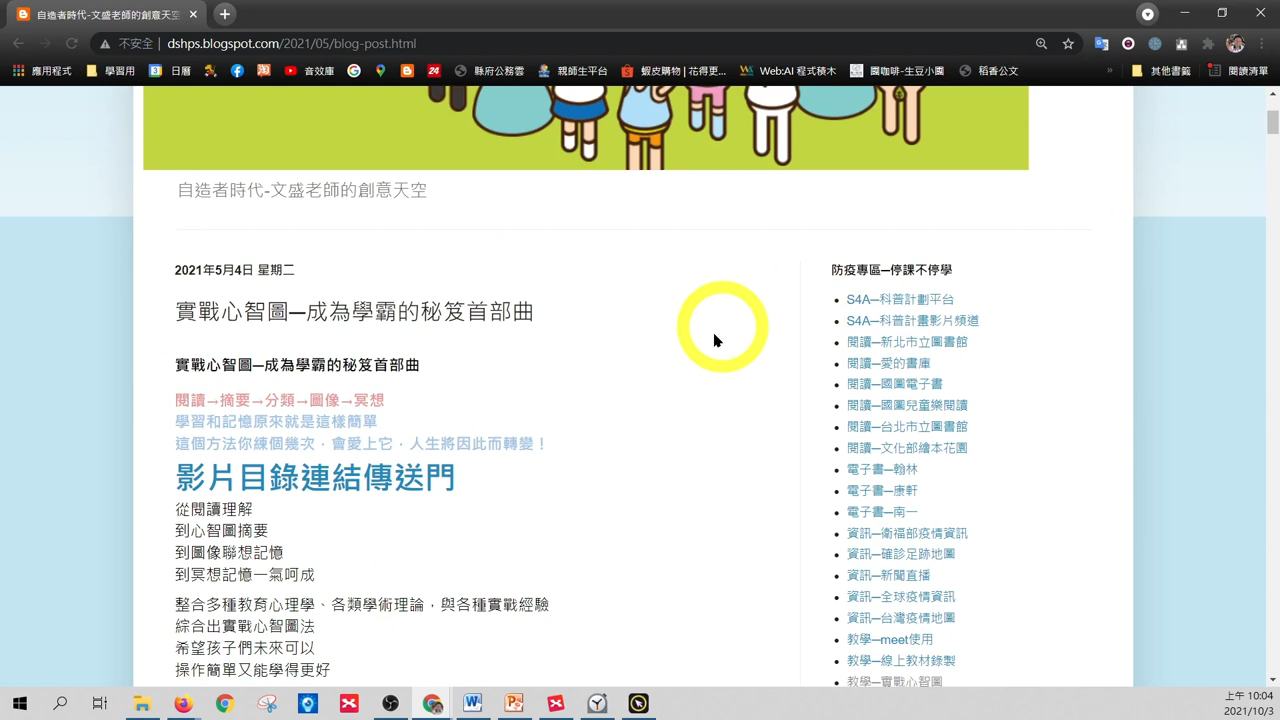 自造者時代-文盛老師的創意天空
不安全
dshps.blogspot.com/2021/05/blog-post.html
應用程式
學習用
日曆
音效庫
縣府公雲
親師生平台
蝦皮購物 | 花得更...
Web:AI 程式積木
國咖啡-生豆小園
稻香公文
»
其他書籤
閱讀清單
自造者時代-文盛老師的創意天空
2021年5月4日 星期二
實戰心智圖—成為學霸的秘笈首部曲
實戰心智圖—成為學霸的秘笈首部曲
閱讀→摘要→分類→圖像→冥想
學習和記憶原來就是這樣簡單
這個方法你練個幾次，會愛上它，人生將因此而轉變！
影片目錄連結傳送門
從閱讀理解
到心智圖摘要
到圖像聯想記憶
到冥想記憶一氣呵成
整合多種教育心理學、各類學術理論，與各種實戰經驗
綜合出實戰心智圖法
希望孩子們未來可以
操作簡單又能學得更好
防疫專區—停課不停學
S4A—科普計劃平台
S4A—科普計畫影片頻道
閱讀—新北市立圖書館
閱讀—愛的書庫
閱讀—國圖電子書
閱讀—國圖兒童樂閱讀
閱讀—台北市立圖書館
閱讀—文化部繪本花園
電子書—翰林
電子書—康軒
電子書—南一
資訊—衛福部疫情資訊
資訊—確診足跡地圖
資訊—新聞直播
資訊—全球疫情資訊
資訊—台灣疫情地圖
教學—meet使用
教學—線上教材錄製
教學—實戰心智圖
上午 10:04
2021/10/3